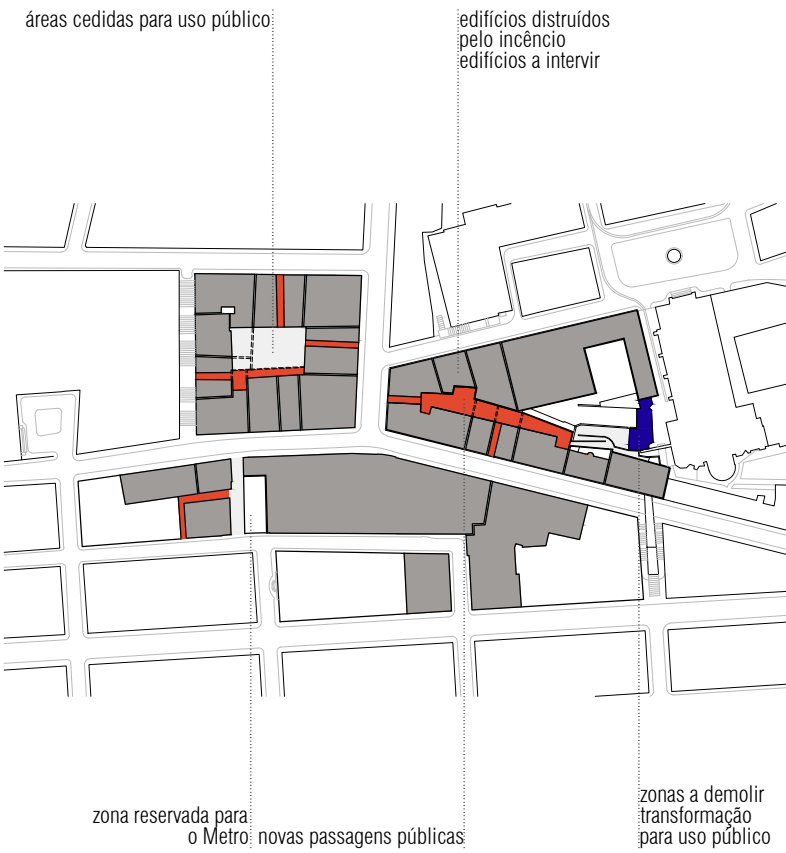 áreas cedidas para uso público
edifícios distruídos
pelo incêncio
edifícios a intervir
zona reservada para
o Metro
novas passagens públicas
zonas a demolir
transformação
para uso público